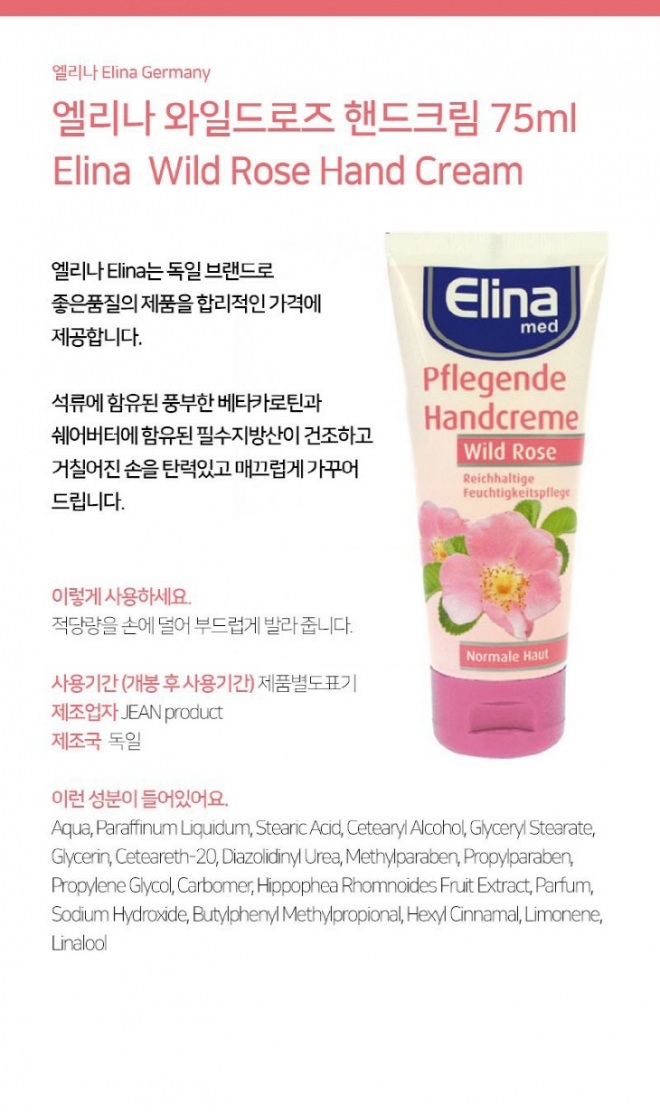 엘리나 Elina Germany
엘리나 와일드로즈 핸드크림 75ml
Elina Wild Rose Hand Cream
엘리나 Elina는 독일 브랜드로
좋은품질의 제품을 합리적인 가격에
제공합니다.
석류에 함유된 풍부한 베타카로틴과
쉐어버터에 함유된 필수지방산이 건조하고
거칠어진 손을 탄력있고 매끄럽게 가꾸어
드립니다.
Elina
med
Pflegende
Handcreme
Wild Rose
Reichhaltige
Feuchtigkeitspflege
Normale Haut
이렇게 사용하세요.
적당량을 손에 덜어 부드럽게 발라 줍니다.
사용기간 (개봉 후 사용기간) 제품별도표기
제조업자 JEAN product
제조국 독일
이런 성분이 들어있어요.
Aqua, Paraffinum Liquidum, Stearic Acid, Cetearyl Alcohol, Glyceryl Stearate,
Glycerin, Ceteareth-20, Diazolidinyl Urea, Methylparaben, Propylparaben,
Propylene Glycol, Carbomer, Hippophea Rhomnoides Fruit Extract, Parfum,
Sodium Hydroxide, Butylphenyl Methylpropional, Hexyl Cinnamal, Limonene,
Linalool